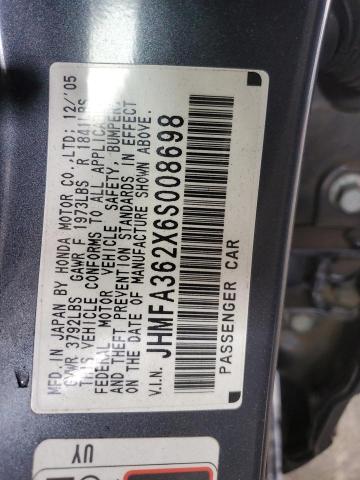 MFD. IN JAPAN BY HONDA MOTOR CO.,LTD; 12/'05
GVWR 3792LBS GAWR F 1973LBS R 1841LBS
THIS VEHICLE CONFORMS TO ALL APPLICABLE
FEDERAL MOTOR VEHICLE SAFETY, BUMPER,
AND THEFT PREVENTION STANDARDS IN EFFECT
ON THE DATE OF MANUFACTURE SHOWN ABOVE.
V.I.N. JHMFA362X6S008698
PASSENGER CAR
UY